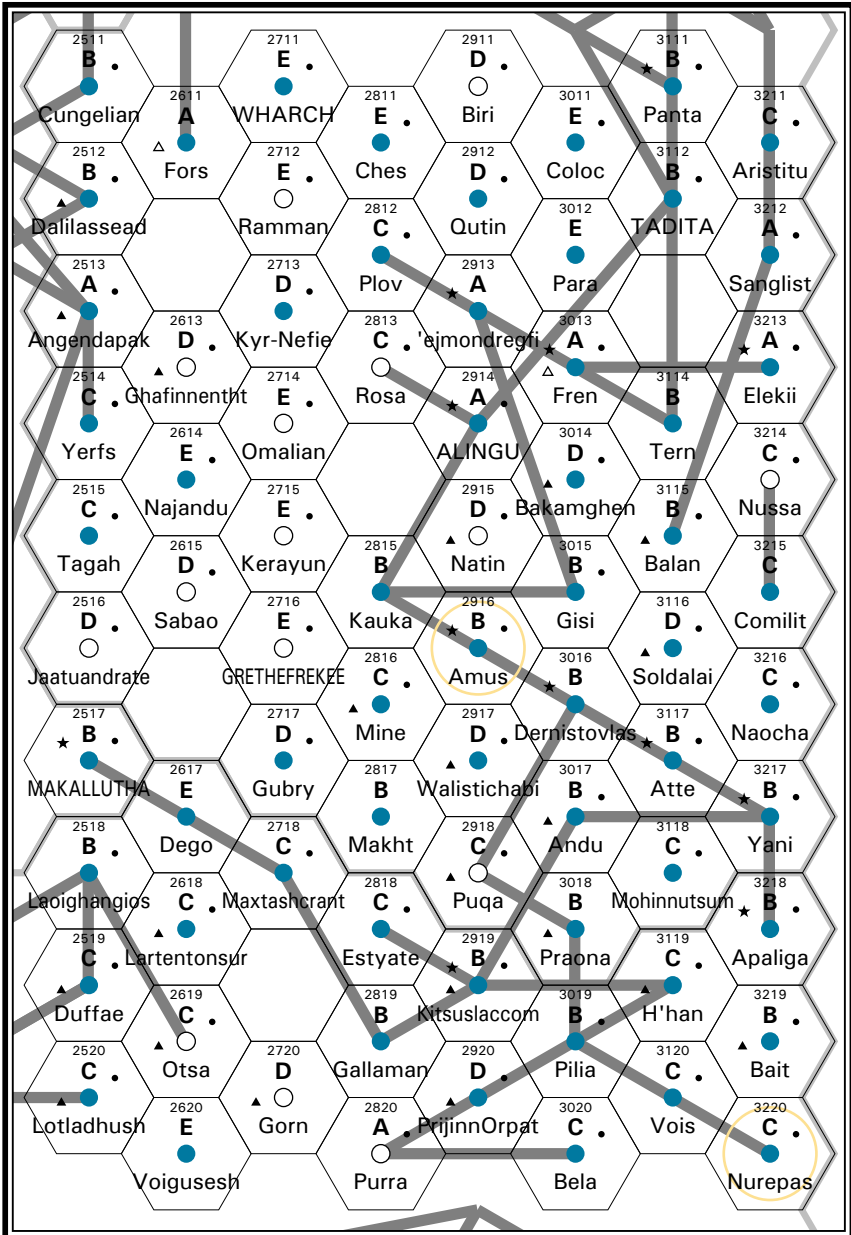 2511
B
Cungelian
2711
E
WHARCH
2911
D
Biri
3111
B
Panta
2611
A
Fors
2811
E
Ches
3011
E
Coloc
3211
C
Aristitu
2512
B
Dalilassead
2712
E
Ramman
2912
D
Qutin
3112
B
TADITA
2812
C
Plov
3012
E
Para
3212
A
Sanglist
2513
A
Angendapak
2713
D
Kyr-Nefie
2913
A
'ejmondregfi
2613
D
Ghafinnentht
2813
C
Rosa
3013
A
Fren
3213
A
Elekii
2514
C
Yerfs
2714
E
Omalian
2914
A
ALINGU
3114
B
Tern
2614
E
Najandu
3014
D
Bakamghen
3214
C
Nussa
2515
C
Tagah
2715
E
Kerayun
2915
D
Natin
3115
B
Balan
2615
D
Sabao
2815
B
Kauka
3015
B
Gisi
3215
C
Comilit
2516
D
Jaatuandrate
2716
E
GRETHEFREKEE
2916
B
Amus
3116
D
Soldalai
2816
C
Mine
3016
B
Dernistovlas
3216
C
Naocha
2517
B
MAKALLUTHA
2717
D
Gubry
2917
D
Walistichabi
3117
B
Atte
2617
E
Dego
2817
B
Makht
3017
B
Andu
3217
B
Yani
2518
B
Laoighangios
2718
C
Maxtashcrant
2918
C
Puqa
3118
C
Mohinnutsum
2618
C
Lartentonsur
2818
C
Estyate
3018
B
Praona
3218
B
Apaliga
2519
C
Duffae
2919
B
Kitsuslaccom
3119
C
H'han
2619
C
Otsa
2819
B
Gallaman
3019
B
Pilia
3219
B
Bait
2520
C
Lotladhush
2720
D
Gorn
2920
D
PrijinnOrpat
3120
C
Vois
2620
E
Voigusesh
2820
A
Purra
3020
C
Bela
3220
C
Nurepas